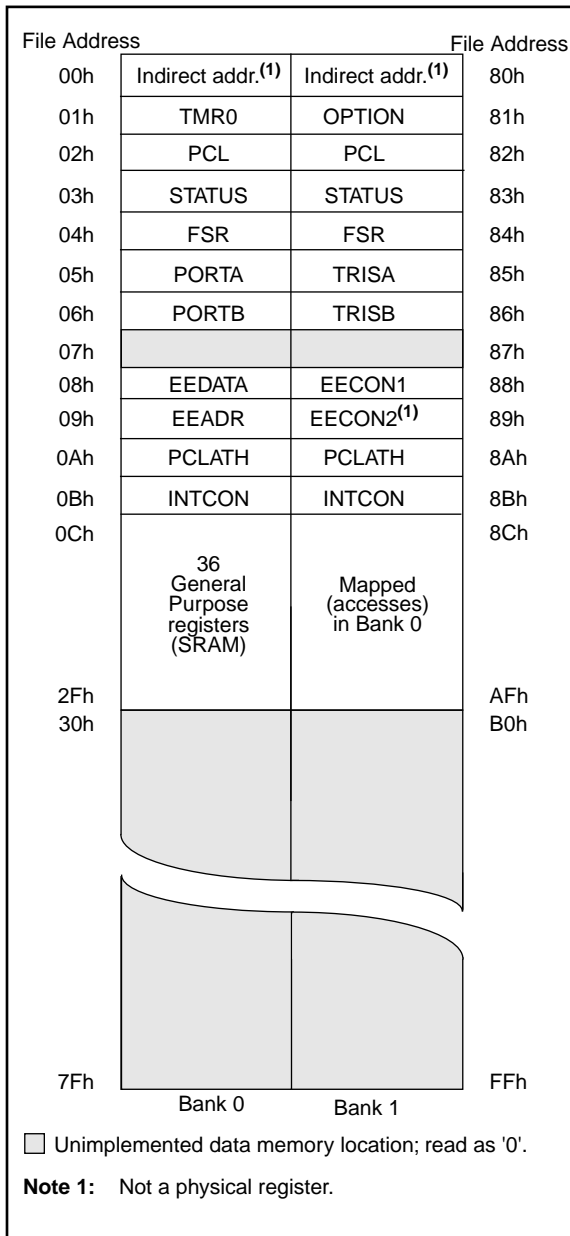 File Address File Address
00h Indirect addr.(1) Indirect addr.(1) 80h
01h TMR0 OPTION 81h
02h PCL PCL 82h
03h STATUS STATUS 83h
04h FSR FSR 84h
05h PORTA TRISA 85h
06h PORTB TRISB 86h
07h 87h
08h EEDATA EECON1 88h
09h EEADR EECON2(1) 89h
0Ah PCLATH PCLATH 8Ah
0Bh INTCON INTCON 8Bh
0Ch 8Ch
36
General
Purpose
registers
(SRAM)
Mapped
(accesses)
in Bank 0
2Fh AFh
30h B0h
7Fh FFh
Bank 0 Bank 1
Unimplemented data memory location; read as '0'.
Note 1: Not a physical register.